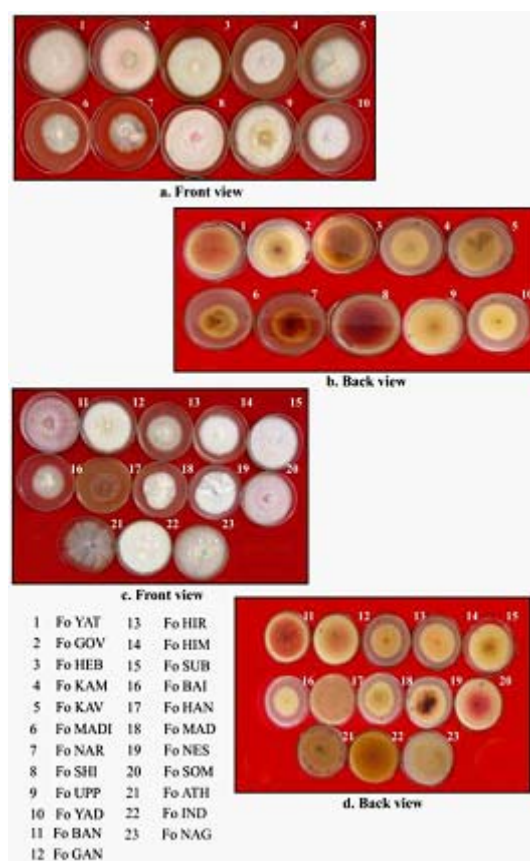 1 2 3 4 5
6 7 8 9 10
a. Front view
1 2 3 4 5
6 7 8 9 10
b. Back view
11 12 13 14 15
16 17 18 19 20
21 22 23
c. Front view
11 12 13 14 15
16 17 18 19 20
21 22 23
d. Back view
1 Fo YAT
2 Fo GOV
3 Fo HEB
4 Fo KAM
5 Fo KAV
6 Fo MADI
7 Fo NAR
8 Fo SHI
9 Fo UPP
10 Fo YAD
11 Fo BAN
12 Fo GAN
13 Fo HIR
14 Fo HIM
15 Fo SUB
16 Fo BAI
17 Fo HAN
18 Fo MAD
19 Fo NES
20 Fo SOM
21 Fo ATH
22 Fo IND
23 Fo NAG